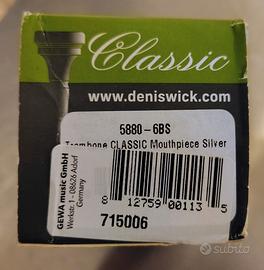 Classic
www.deniswick.com
5880-6BS
Trombone CLASSIC Mouthpiece Silver
GEWA music GmbH
Werkstr. 1 - 08626 Adorf
Germany
8 12759 00113 5
715006
subito